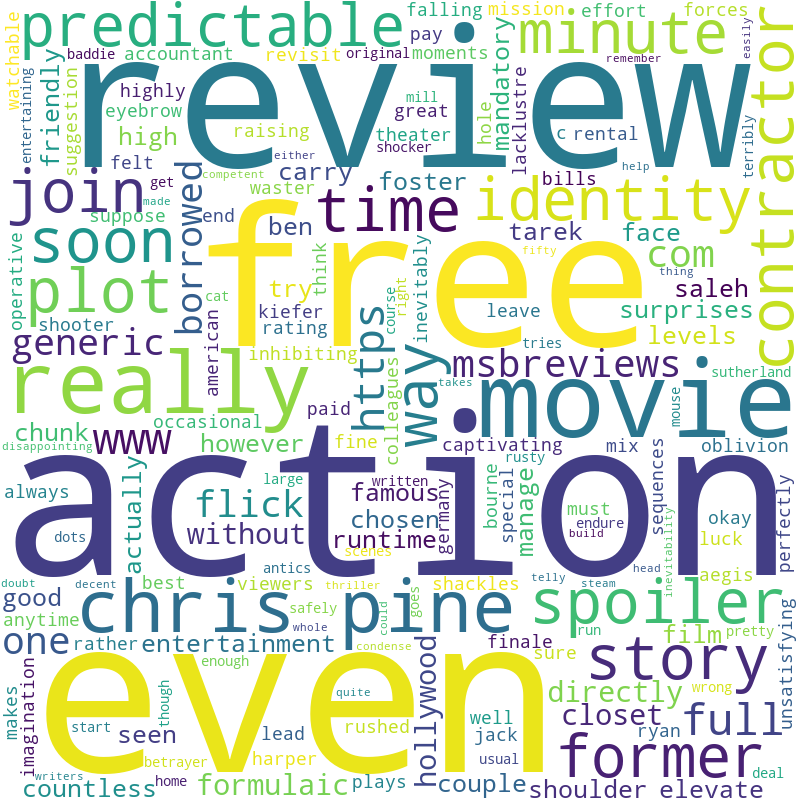 falling mission effort forces
predictable
minute
contractor
baddie accountant revisit pay original moments remember easily
review
watchable
entertaining
friendly
suggestion
highly
eyebrow
high
felt
raising
either
great
theater
mill
shocker
mandatory
hole
lacklustre
c rental
help
terribly
join
get
carry
waster
foster
bills
identity
competent
made
suppose
borrowed
end
ben
time
free
soon
tarek face
com
operative
plot
try
think
inevitably
fifty
thing
saleh
leave
surprises
shooter
cat
kiefer
rating
american
course
right
way
levels
generic
inhibiting
https
msbreviews
tries
sutherland
really
takes
movie
mouse
paid
colleagues
chunk
occasional
www
however
fine
captivating
mix
oblivion
disappointing
rusty
action
always
actually
large
written
famous
germany
bourne
special
manage
sequences
must
okay
perfectly
flick
dots
without
chosen
endure
build
head
luck
antics
runtime
scenes
inevitability
telly steam
aegis
doubt decent best viewers thriller shackles
good
chris pine
spoiler
anytime
safely
could
goes
one
rather entertainment
whole
condense
finale
run
film
pretty
sure
unsatisfying
enough
even
story
makes
imagination
quite
hollywood
directly
wrong
full
closet
start
though
seen
lead
rushed
well
jack
ryan
usual
former
betrayer
harper
writers
home
countless
formulaic plays couple
shoulder elevate
deal